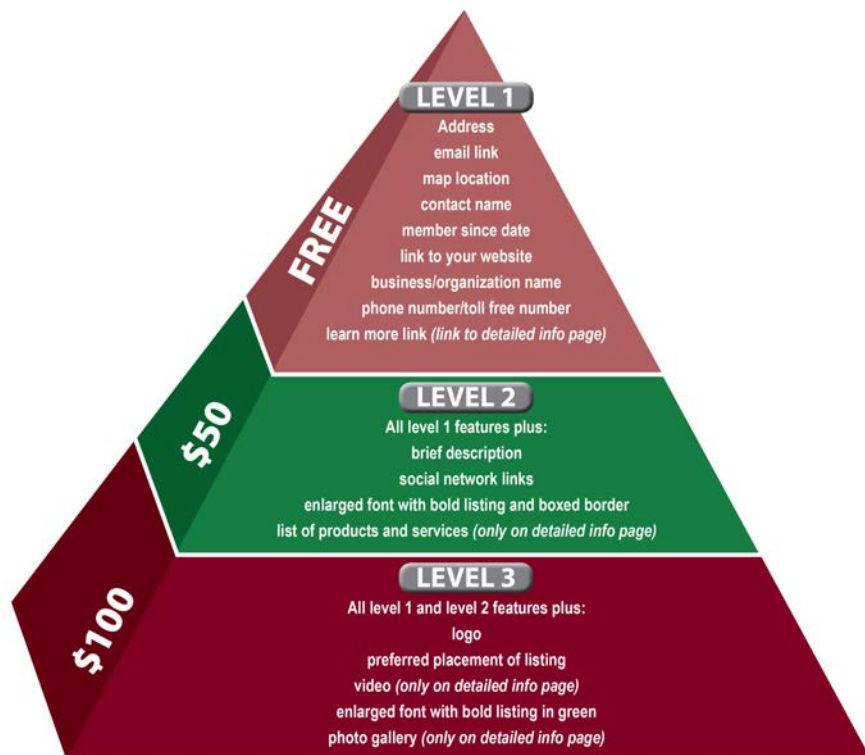 LEVEL 1
Address
email link
map location
contact name
member since date
link to your website
business/organization name
phone number/toll free number
learn more link (link to detailed info page)
FREE
LEVEL 2
All level 1 features plus:
brief description
social network links
enlarged font with bold listing and boxed border
list of products and services (only on detailed info page)
$50
LEVEL 3
All level 1 and level 2 features plus:
logo
preferred placement of listing
video (only on detailed info page)
enlarged font with bold listing in green
photo gallery (only on detailed info page)
$100